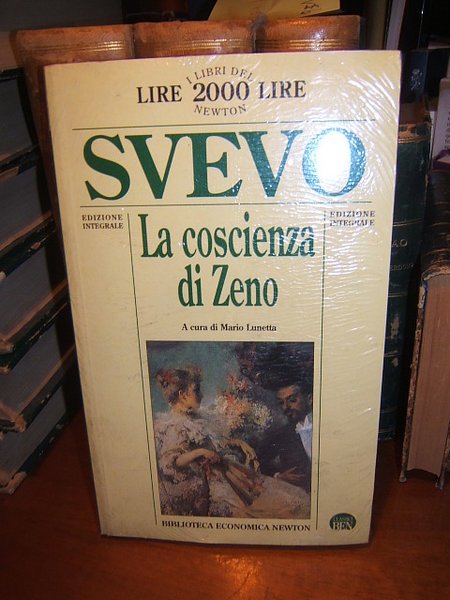 I LIBRI DEL
LIRE 2000 LIRE
NEWTON
SVEVO
EDIZIONE
INTEGRALE
EDIZIONE
INTEGRALE
La coscienza
di Zeno
A cura di Mario Lunetta
BIBLIOTECA ECONOMICA NEWTON
CLASSICI
BEN